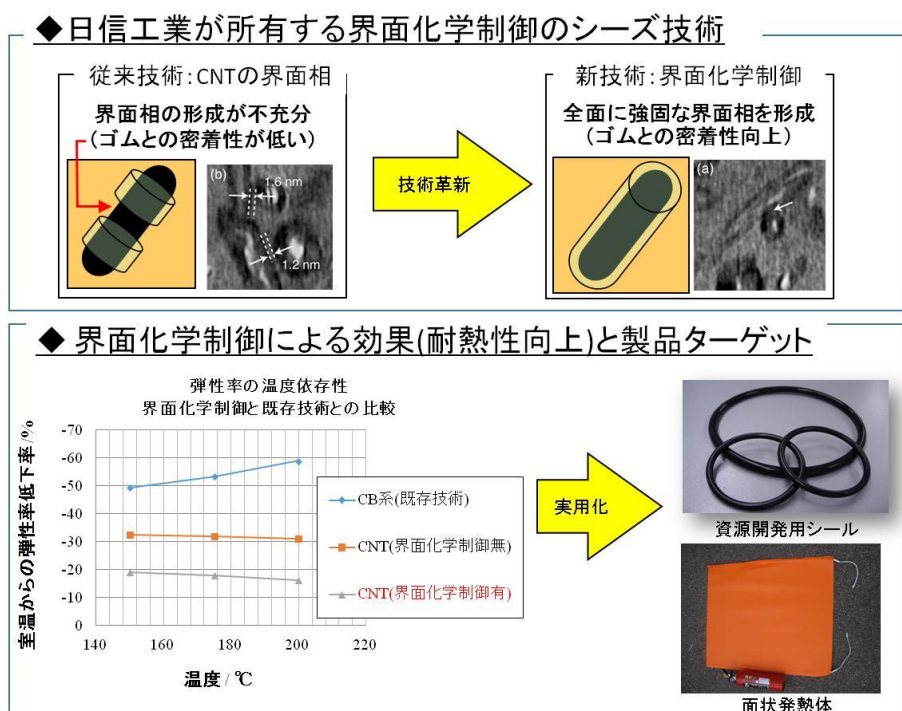 ◆日信工業が所有する界面化学制御のシーズ技術
従来技術:CNTの界面相
界面相の形成が不充分
(ゴムとの密着性が低い)
(b)
1.6 nm
1.2 nm
技術革新
新技術:界面化学制御
全面に強固な界面相を形成
(ゴムとの密着性向上)
(a)
◆ 界面化学制御による効果(耐熱性向上)と製品ターゲット
弾性率の温度依存性
界面化学制御と既存技術との比較
室温からの弾性率低下率/%
-70
-60
-50
-40
-30
-20
-10
0
140
160
180
200
220
温度 / ℃
CB系(既存技術)
CNT(界面化学制御無)
CNT(界面化学制御有)
実用化
資源開発用シール
面状発熱体